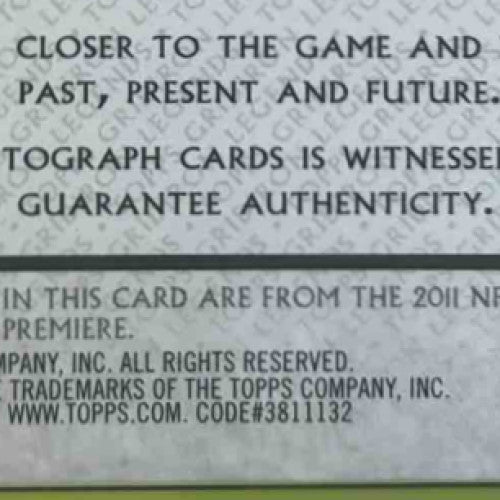 CLOSER TO THE GAME AND
PAST, PRESENT AND FUTURE.
TOGRAPH CARDS IS WITNESSE
GUARANTEE AUTHENTICITY.
IN THIS CARD ARE FROM THE 2011 NF
PREMIERE.
MPANY, INC. ALL RIGHTS RESERVED.
TRADEMARKS OF THE TOPPS COMPANY, INC.
WWW.TOPPS.COM. CODE#3811132